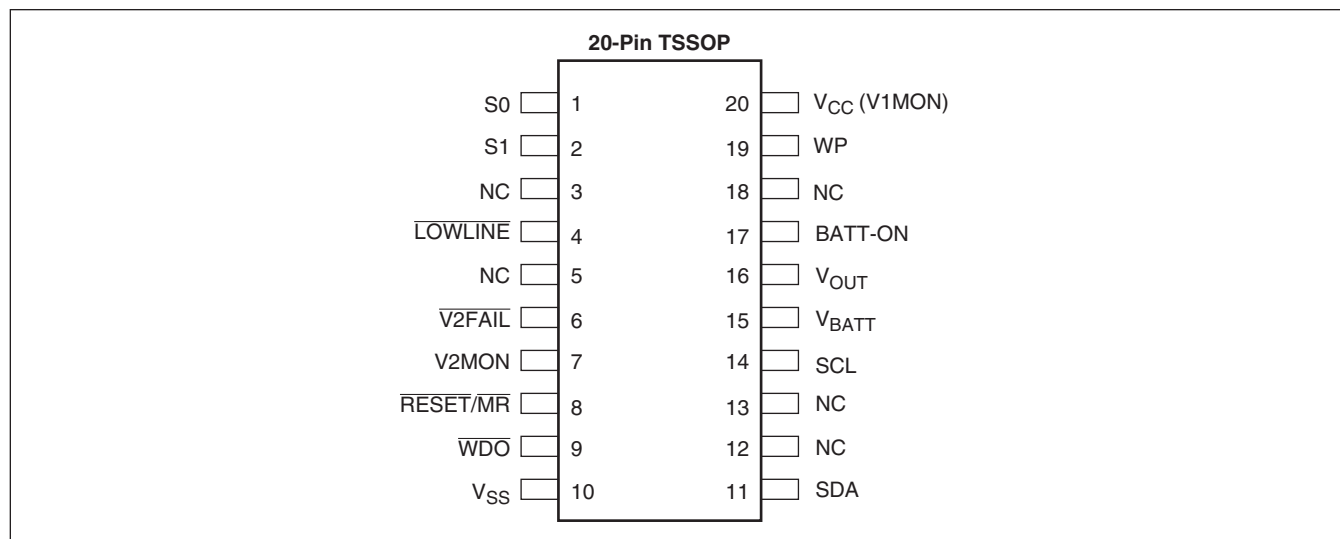 20-Pin TSSOP
S0 1 20 VCC (V1MON)
S1 2 19 WP
NC 3 18 NC
LOWLINE 4 17 BATT-ON
NC 5 16 VOUT
V2FAIL 6 15 VBATT
V2MON 7 14 SCL
RESET/MR 8 13 NC
WDO 9 12 NC
VSS 10 11 SDA